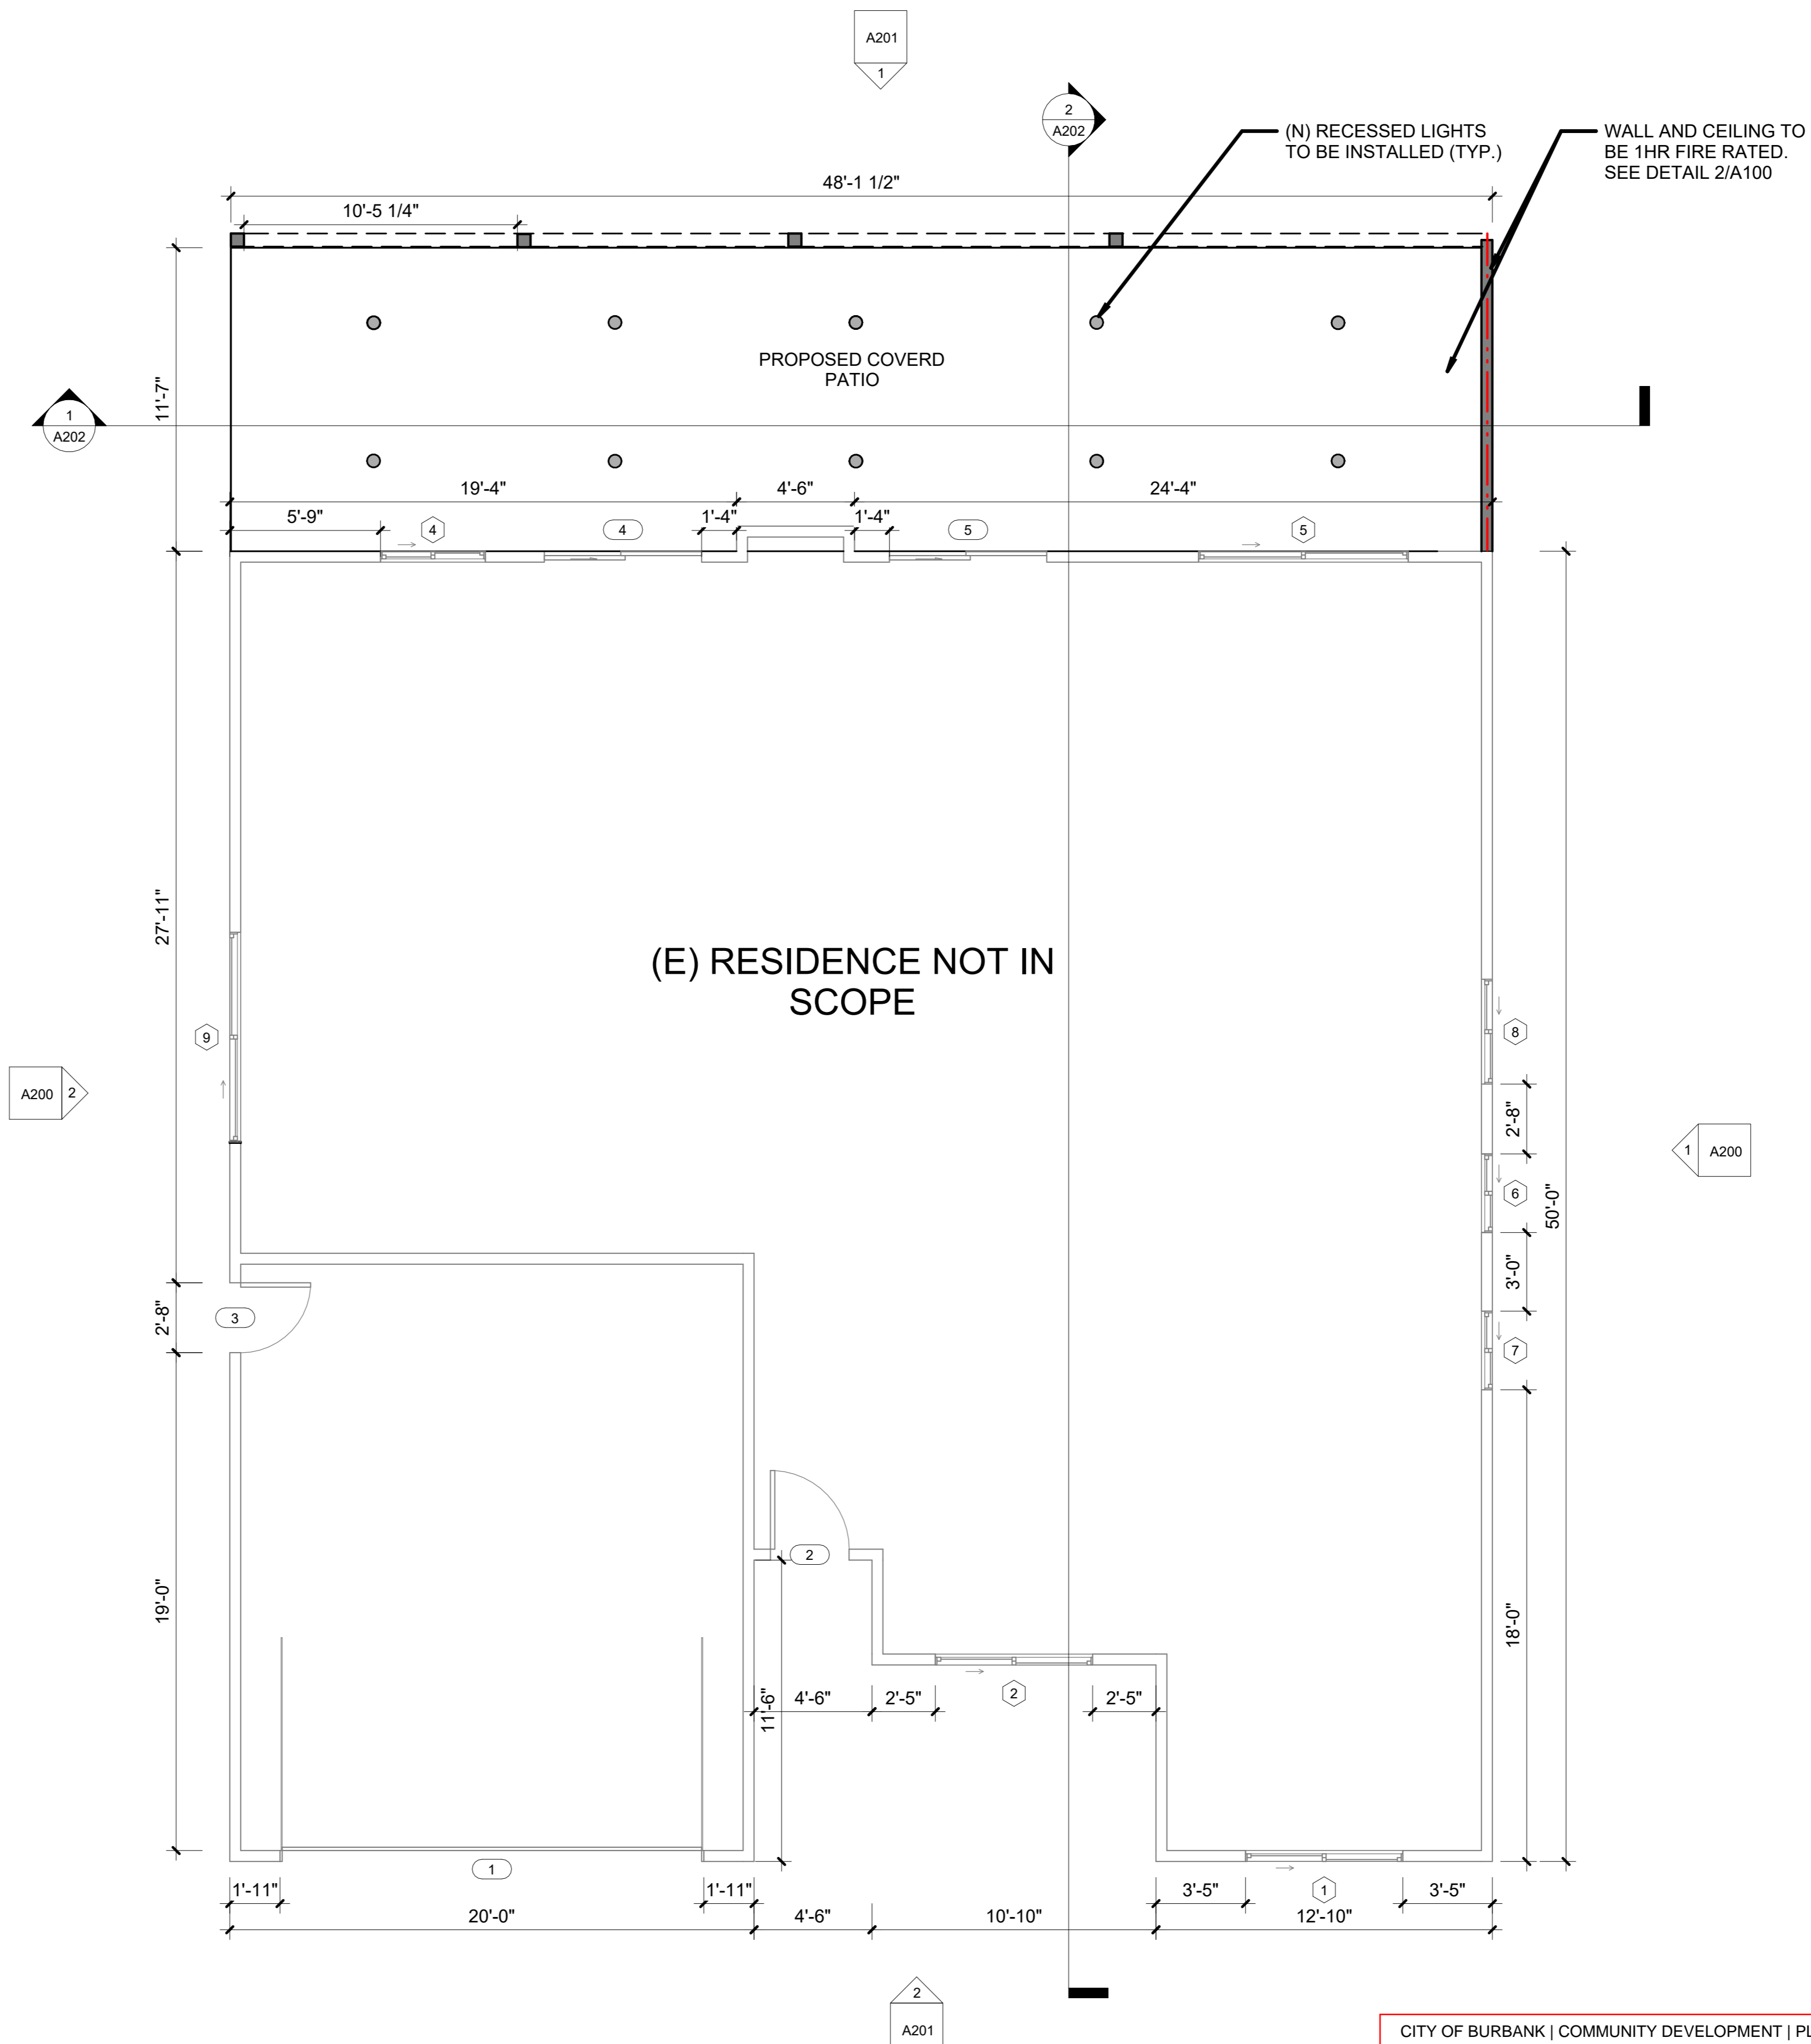 A201
1
2
A202
(N) RECESSED LIGHTS
TO BE INSTALLED (TYP.)
WALL AND CEILING TO
BE 1HR FIRE RATED.
SEE DETAIL 2/A100
48'-1 1/2"
10'-5 1/4"
PROPOSED COVERD
PATIO
11'-7"
1
A202
19'-4"
4'-6"
24'-4"
5'-9"
4
4
1'-4"
1'-4"
5
5
27'-11"
(E) RESIDENCE NOT IN
SCOPE
9
8
A200
2
2'-8"
1
A200
6
50'-0"
3'-0"
2'-8"
3
7
2
19'-0"
18'-0"
11'-6"
4'-6"
2'-5"
2
2'-5"
1
1'-11"
1'-11"
3'-5"
1
3'-5"
20'-0"
4'-6"
10'-10"
12'-10"
2
A201
CITY OF BURBANK | COMMUNITY DEVELOPMENT |